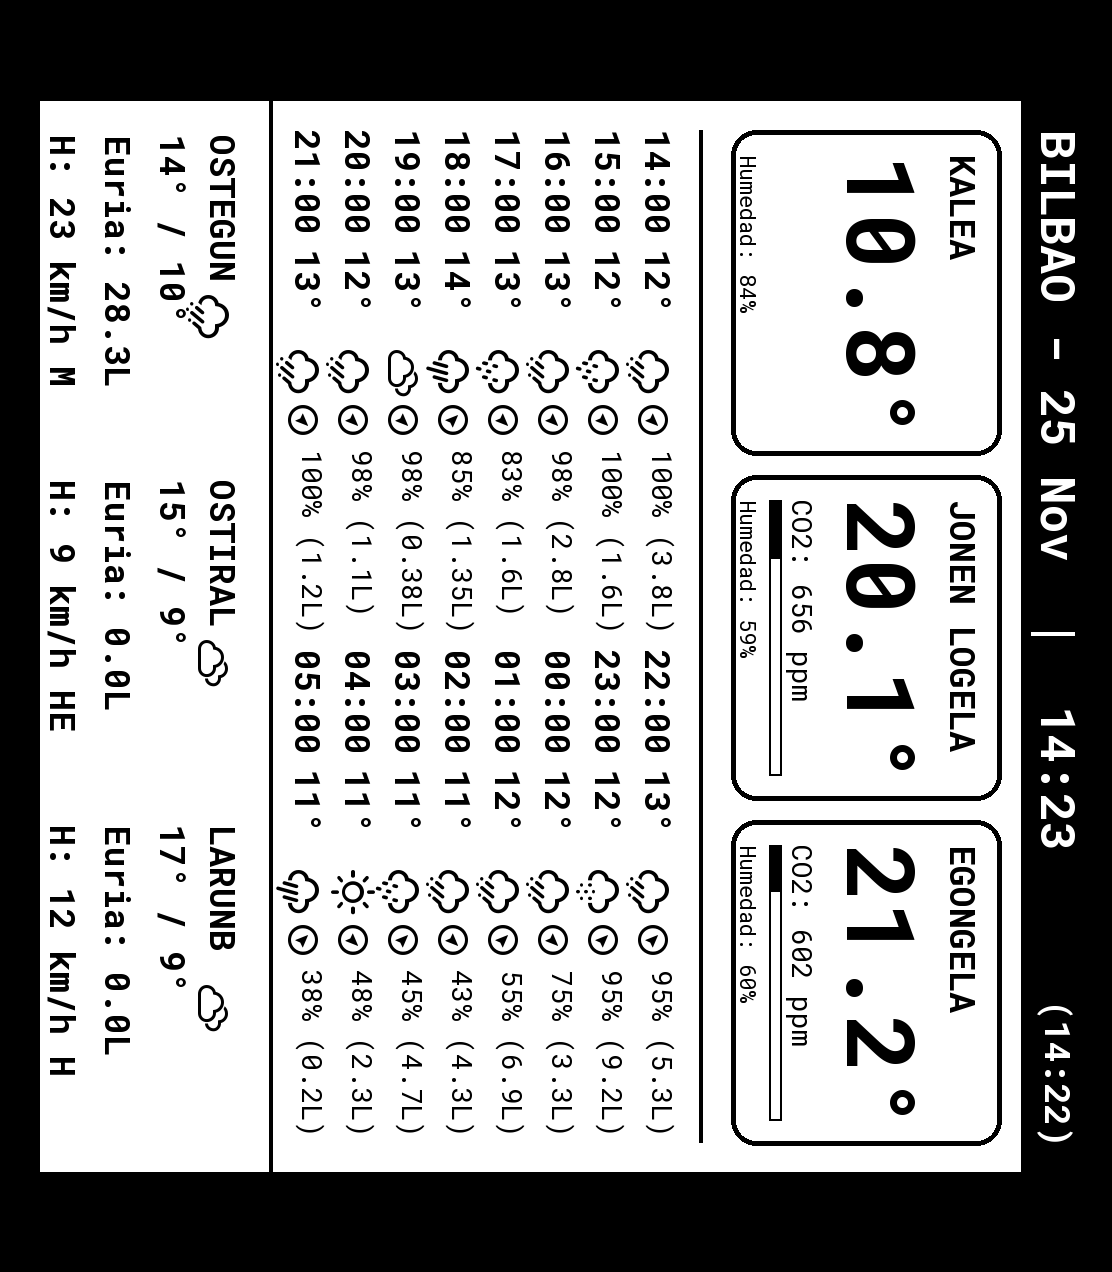 BILBAO - 25 Nov | 14:23 (14:22)
KALEA
10.8°
Humedad: 84%
JONEN LOGELA
20.1°
CO2: 656 ppm
Humedad: 59%
EGONGELA
21.2°
CO2: 602 ppm
Humedad: 60%
14:00 12° 100% (3.8L)
15:00 12° 100% (1.6L)
16:00 13° 98% (2.8L)
17:00 13° 83% (1.6L)
18:00 14° 85% (1.35L)
19:00 13° 98% (0.38L)
20:00 12° 98% (1.1L)
21:00 13° 100% (1.2L)
22:00 13° 95% (5.3L)
23:00 12° 95% (9.2L)
00:00 12° 75% (3.3L)
01:00 12° 55% (6.9L)
02:00 11° 43% (4.3L)
03:00 11° 45% (4.7L)
04:00 11° 48% (2.3L)
05:00 11° 38% (0.2L)
OSTEGUN
14° / 10°
Euria: 28.3L
H: 23 km/h M
OSTIRAL
15° / 9°
Euria: 0.0L
H: 9 km/h HE
LARUNB
17° / 9°
Euria: 0.0L
H: 12 km/h H